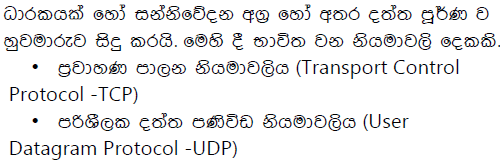 ධාරකයක් හෝ සන්නිවේදන අග්‍ර හෝ අතර දත්ත පූර්ණ ව
හුවමාරුව සිදු කරයි. මෙහි දී භාවිත වන නියමාවලි දෙකකි.
• ප්‍රවාහණ පාලන නියමාවලිය (Transport Control
Protocol -TCP)
• පරිශීලක දත්ත පණිවිඩ නියමාවලිය (User
Datagram Protocol -UDP)